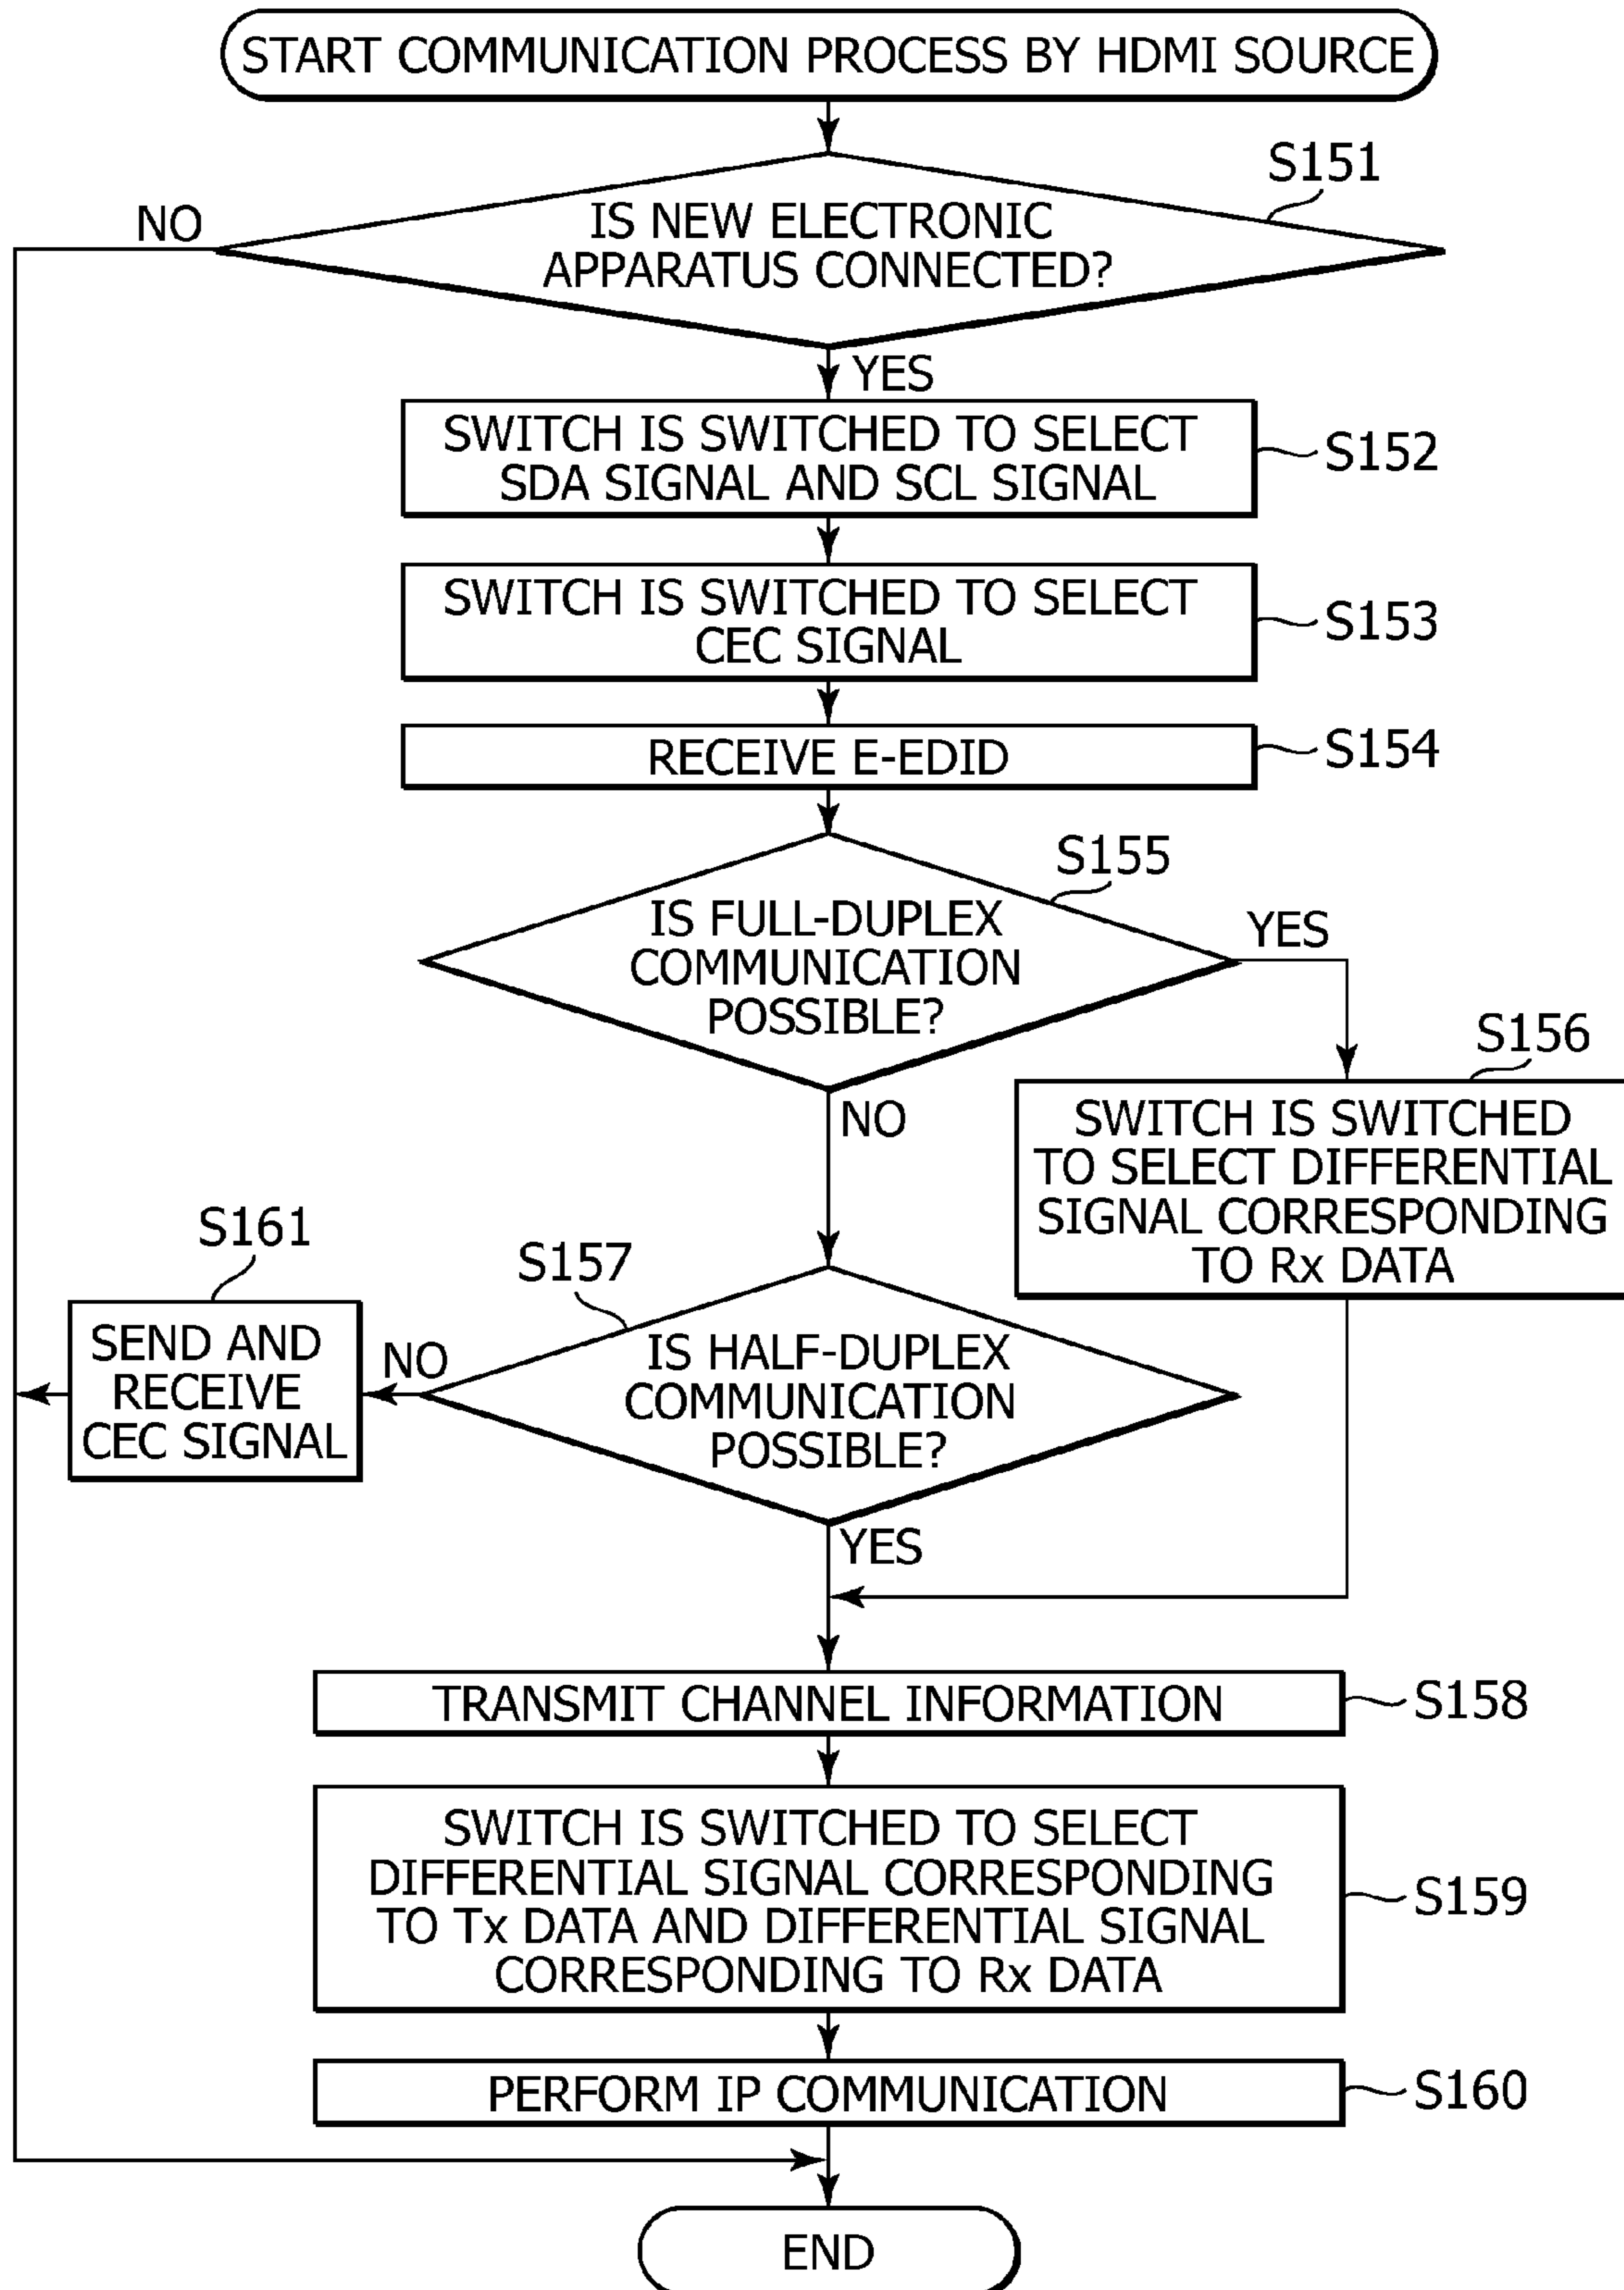 START COMMUNICATION PROCESS BY HDMI SOURCE
S151
NO
IS NEW ELECTRONIC
APPARATUS CONNECTED?
YES
SWITCH IS SWITCHED TO SELECT
SDA SIGNAL AND SCL SIGNAL
S152
SWITCH IS SWITCHED TO SELECT
CEC SIGNAL
S153
RECEIVE E-EDID
S154
S155
IS FULL-DUPLEX
COMMUNICATION
POSSIBLE?
YES
NO
S156
SWITCH IS SWITCHED
TO SELECT DIFFERENTIAL
SIGNAL CORRESPONDING
TO Rx DATA
S161
SEND AND
RECEIVE
CEC SIGNAL
NO
S157
IS HALF-DUPLEX
COMMUNICATION
POSSIBLE?
YES
TRANSMIT CHANNEL INFORMATION
S158
SWITCH IS SWITCHED TO SELECT
DIFFERENTIAL SIGNAL CORRESPONDING
TO Tx DATA AND DIFFERENTIAL SIGNAL
CORRESPONDING TO Rx DATA
S159
PERFORM IP COMMUNICATION
S160
END